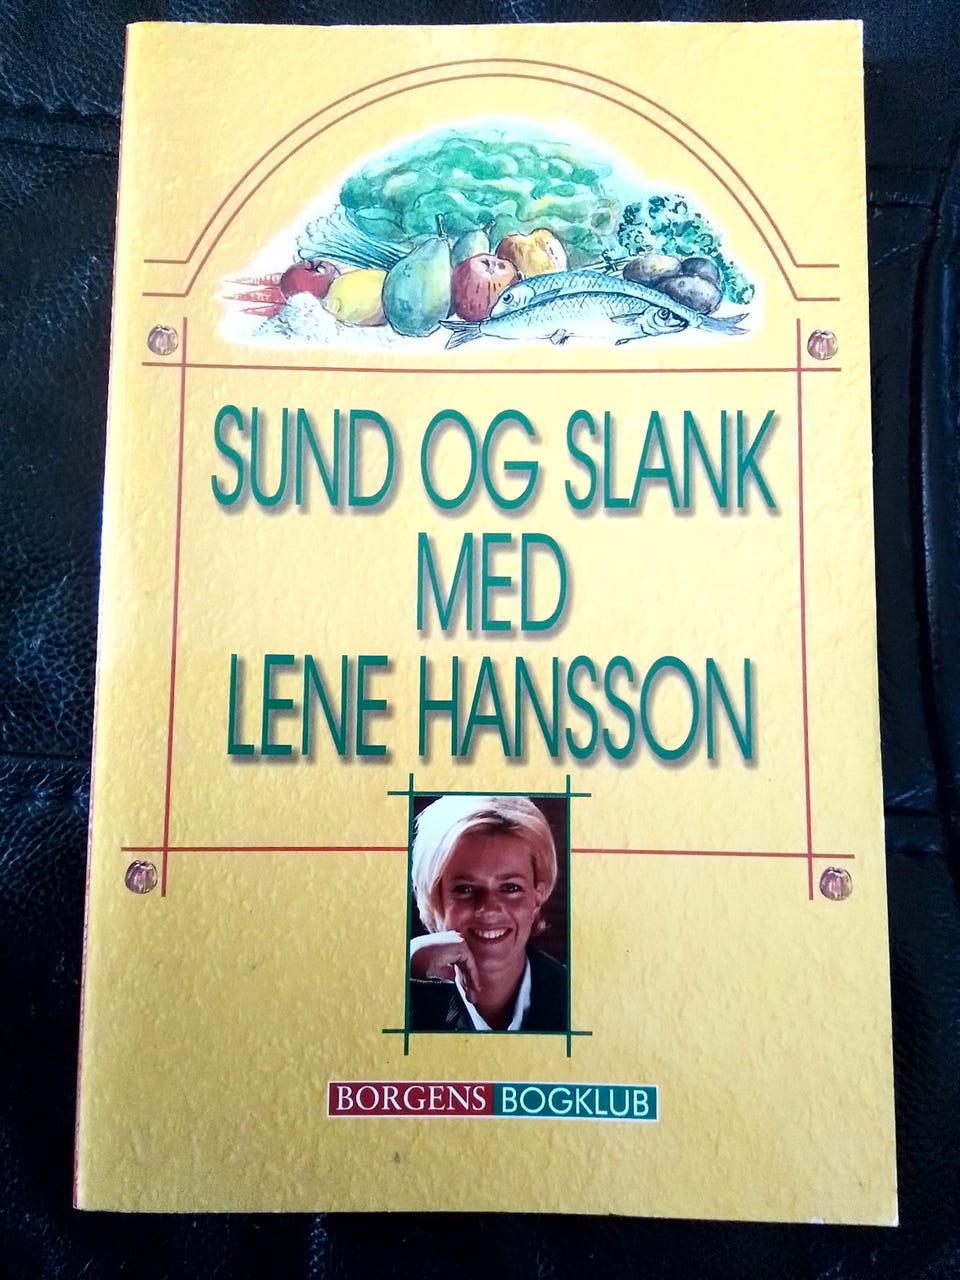 SUND OG SLANK
MED
LENE HANSSON
BORGENS BOGKLUB